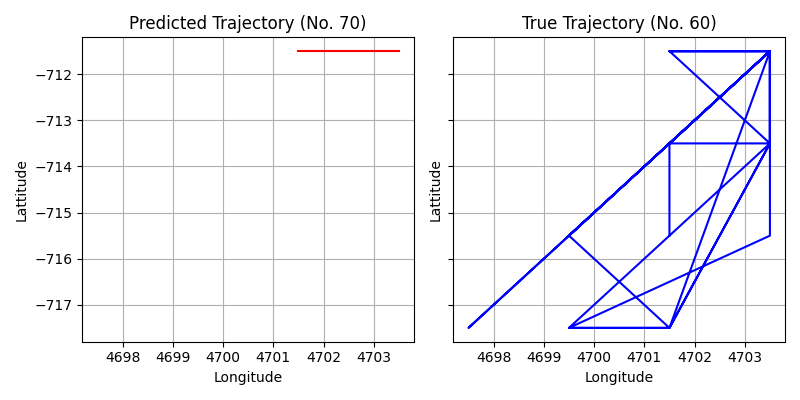 Predicted Trajectory (No. 70)
True Trajectory (No. 60)
−712
−713
−714
−715
−716
−717
Lattitude
Lattitude
4698 4699 4700 4701 4702 4703
4698 4699 4700 4701 4702 4703
Longitude
Longitude